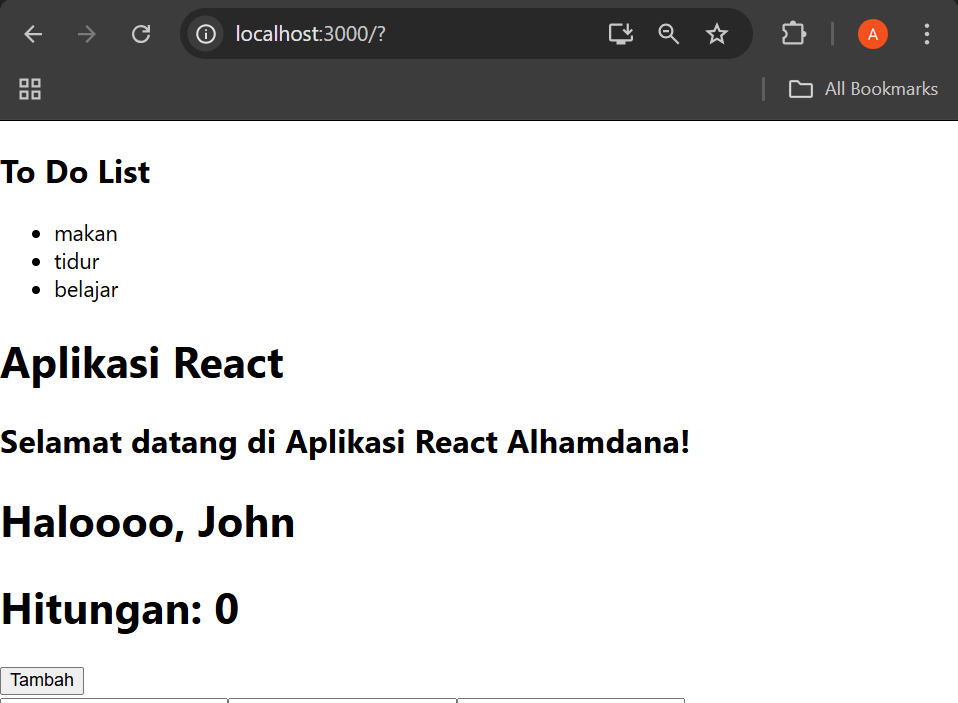 localhost:3000/?
A
All Bookmarks
To Do List
makan
tidur
belajar
Aplikasi React
Selamat datang di Aplikasi React Alhamdana!
Haloooo, John
Hitungan: 0
Tambah